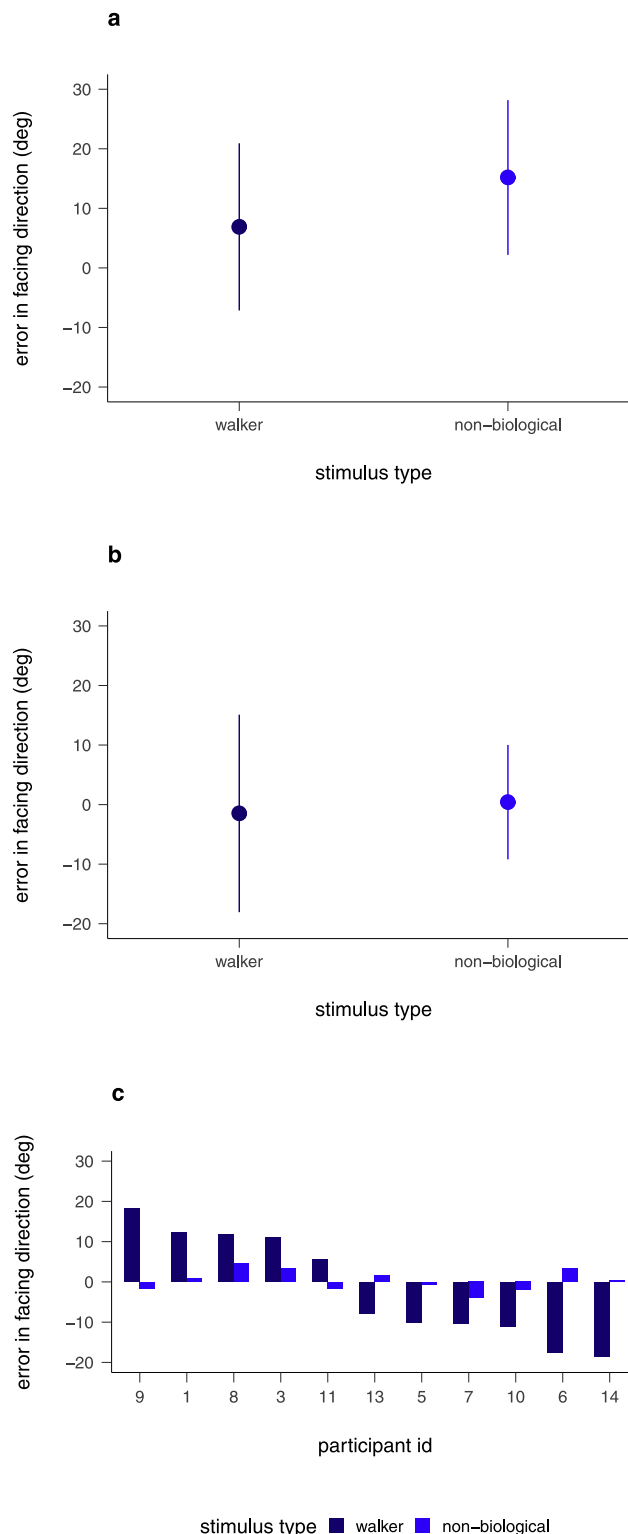 a
error in facing direction (deg)
30
20
10
0
−10
−20
walker non−biological
stimulus type
b
error in facing direction (deg)
30
20
10
0
−10
−20
walker non−biological
stimulus type
c
error in facing direction (deg)
30
20
10
0
−10
−20
9 1 8 3 11 13 5 7 10 6 14
participant id
stimulus type walker non−biological